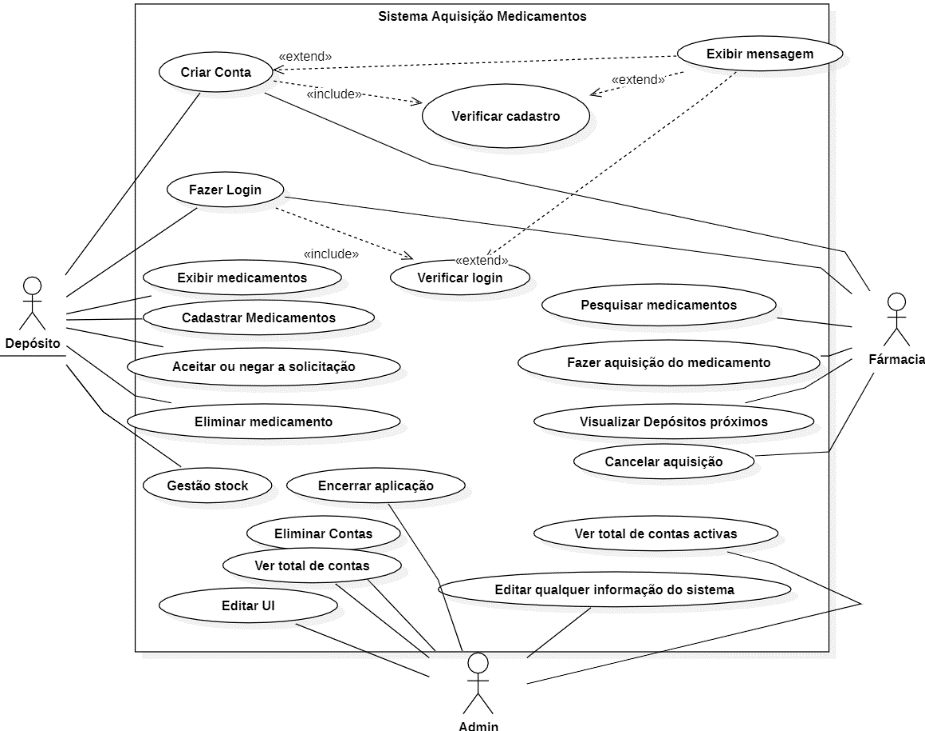 Sistema Aquisição Medicamentos
Criar Conta
«extend»
Exibir mensagem
«extend»
«include»
Verificar cadastro
Fazer Login
«include»
«extend»
Verificar login
Exibir medicamentos
Cadastrar Medicamentos
Pesquisar medicamentos
Depósito
Fármacia
Aceitar ou negar a solicitação
Fazer aquisição do medicamento
Eliminar medicamento
Visualizar Depósitos próximos
Cancelar aquisição
Gestão stock
Encerrar aplicação
Eliminar Contas
Ver total de contas activas
Ver total de contas
Editar qualquer informação do sistema
Editar UI
Admin